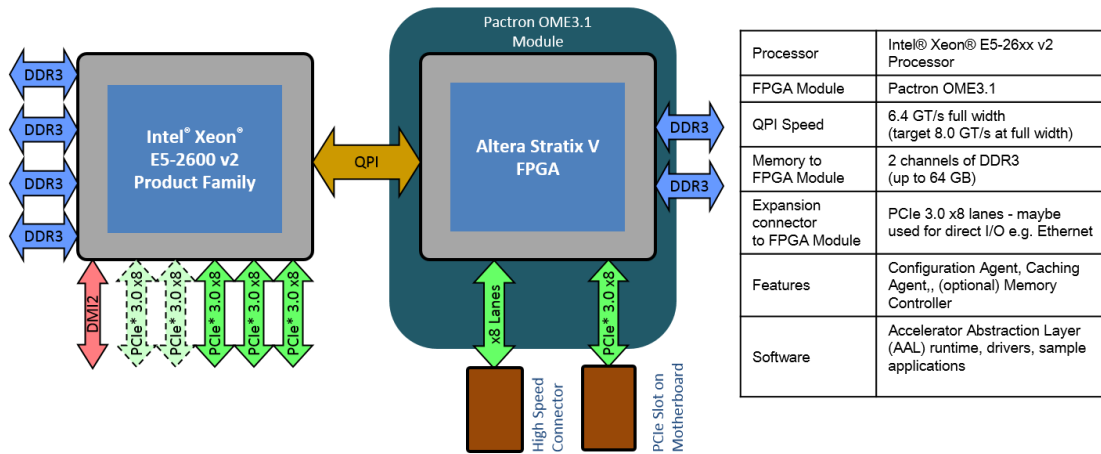 Pactron OME3.1
Module
DDR3
DDR3
DDR3
DDR3
Intel® Xeon®
E5-2600 v2
Product Family
QPI
Altera Stratix V
FPGA
DDR3
DDR3
DMI2
PCIe* 3.0 x8
PCIe* 3.0 x8
PCIe* 3.0 x8
PCIe* 3.0 x8
PCIe* 3.0 x8
x8 Lanes
PCIe* 3.0 x8
High Speed
Connector
PCIe Slot on
Motherboard
Processor
Intel® Xeon® E5-26xx v2
Processor
FPGA Module
Pactron OME3.1
QPI Speed
6.4 GT/s full width
(target 8.0 GT/s at full width)
Memory to
FPGA Module
2 channels of DDR3
(up to 64 GB)
Expansion
connector
to FPGA Module
PCIe 3.0 x8 lanes - maybe
used for direct I/O e.g. Ethernet
Features
Configuration Agent, Caching
Agent,, (optional) Memory
Controller
Software
Accelerator Abstraction Layer
(AAL) runtime, drivers, sample
applications